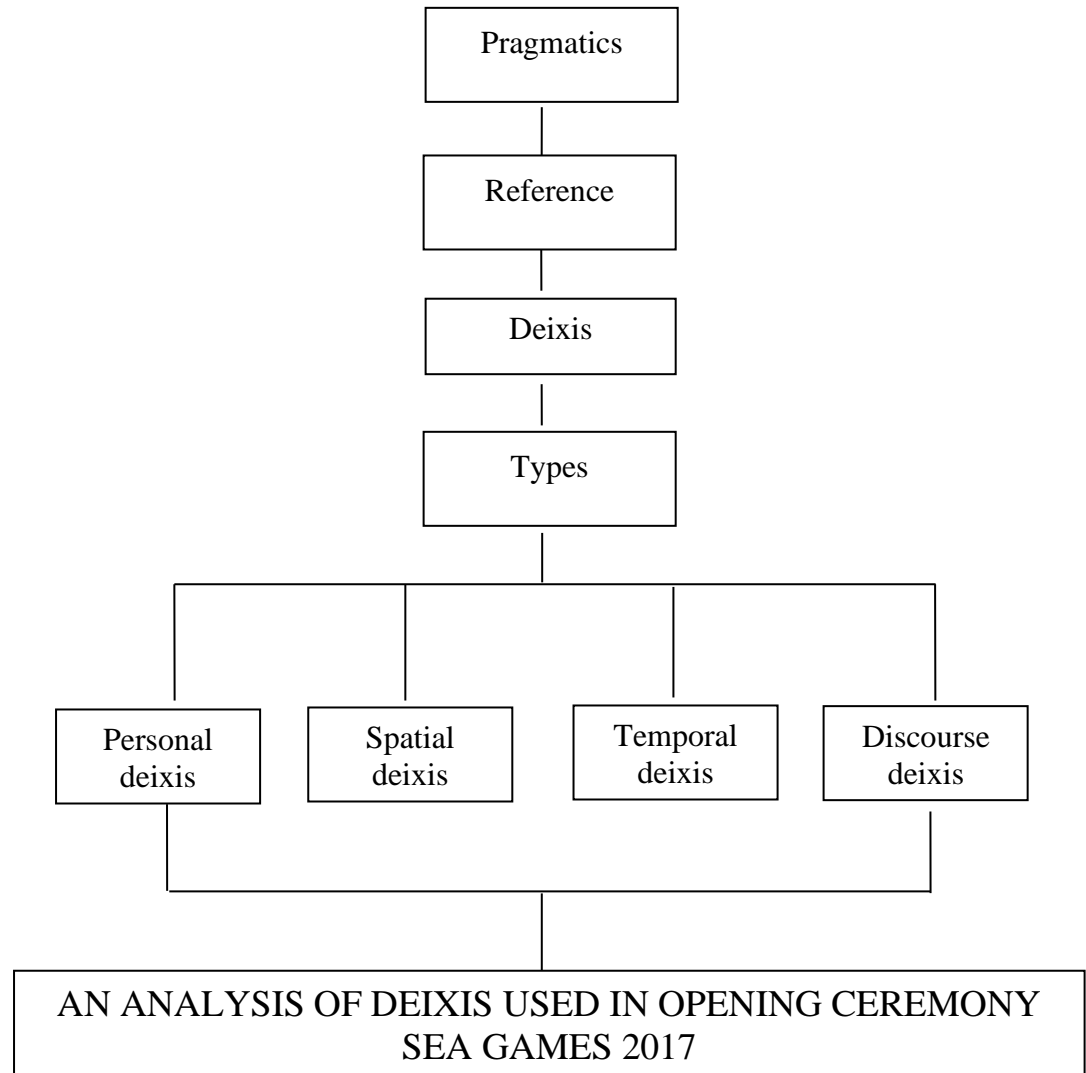 Pragmatics
Reference
Deixis
Types
Personal
deixis
Spatial
deixis
Temporal
deixis
Discourse
deixis
AN ANALYSIS OF DEIXIS USED IN OPENING CEREMONY
SEA GAMES 2017